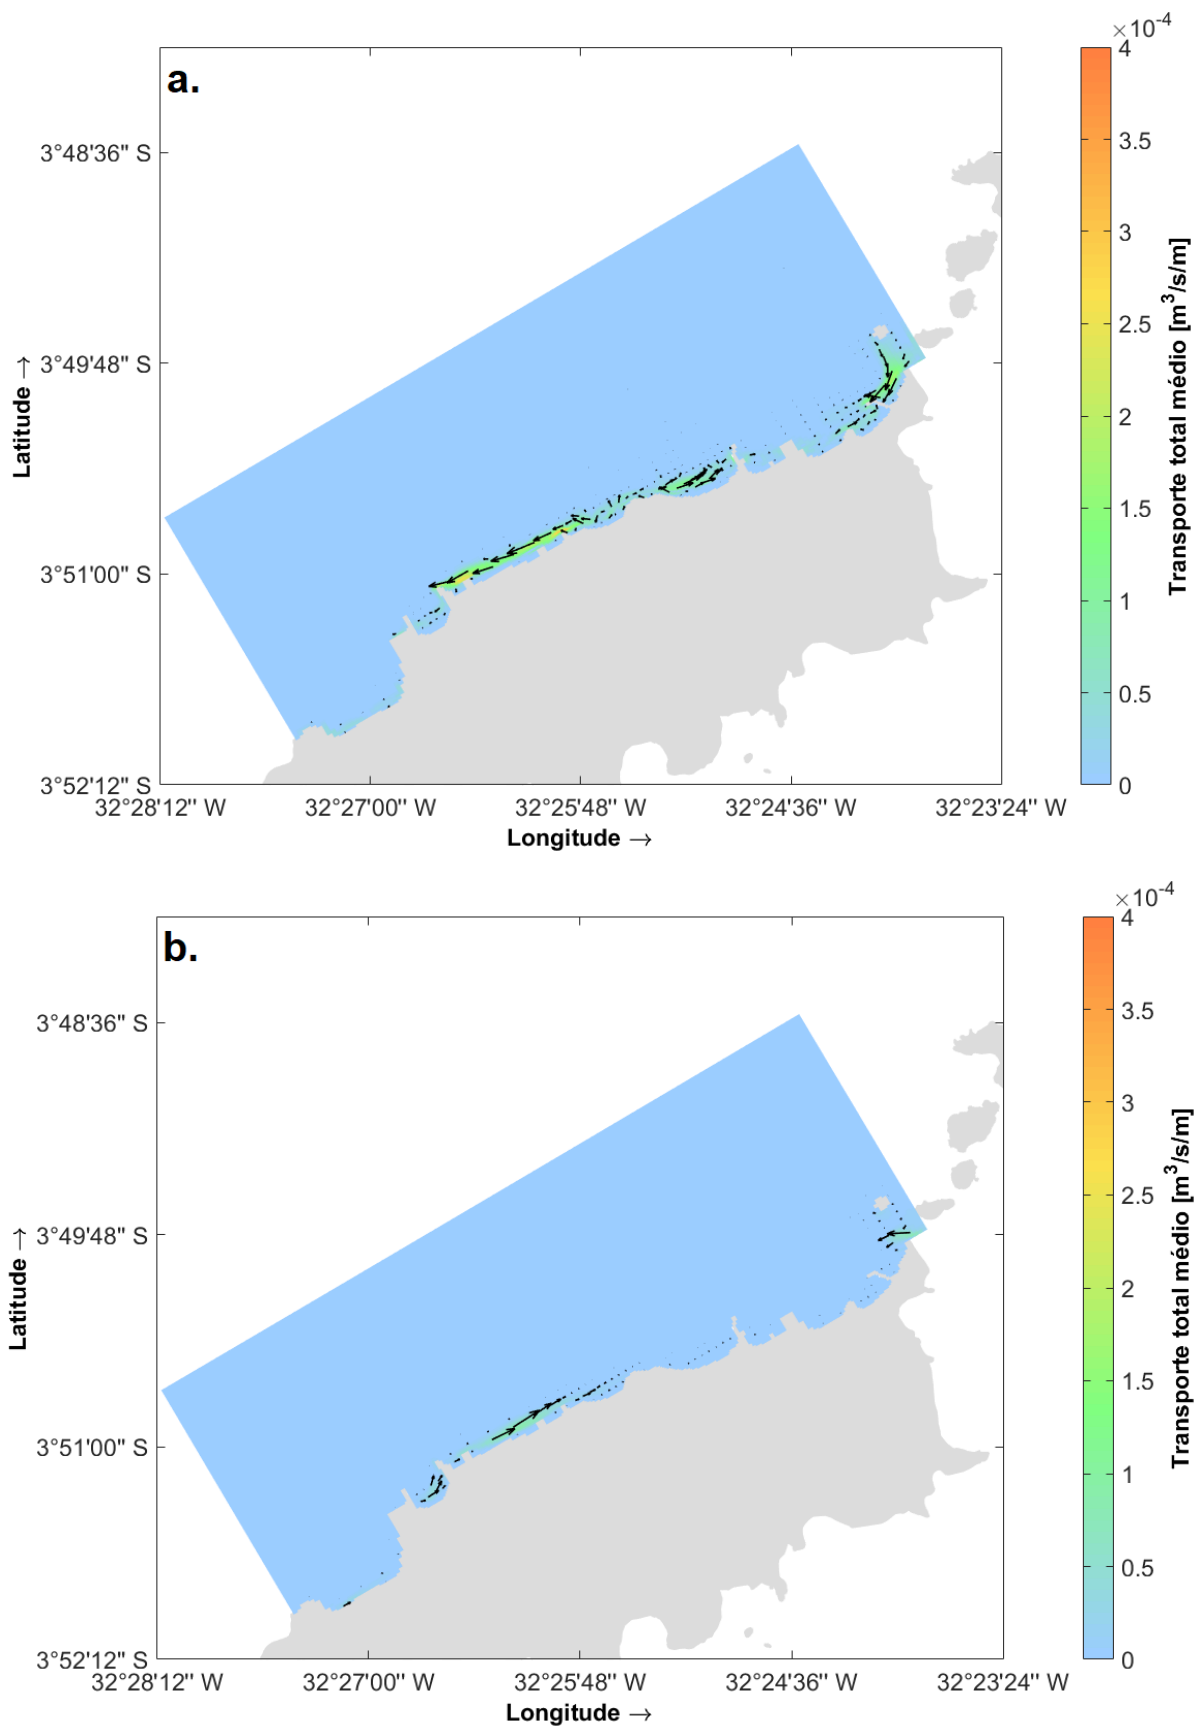 ×10-4
a.
4
3.5
3
2.5
2
1.5
1
0.5
0
Transporte total médio [m3/s/m]
3°48'36" S
3°49'48" S
3°51'00" S
3°52'12" S
Latitude →
32°28'12" W
32°27'00" W
32°25'48" W
32°24'36" W
32°23'24" W
Longitude →
×10-4
b.
4
3.5
3
2.5
2
1.5
1
0.5
0
Transporte total médio [m3/s/m]
3°48'36" S
3°49'48" S
3°51'00" S
3°52'12" S
Latitude →
32°28'12" W
32°27'00" W
32°25'48" W
32°24'36" W
32°23'24" W
Longitude →